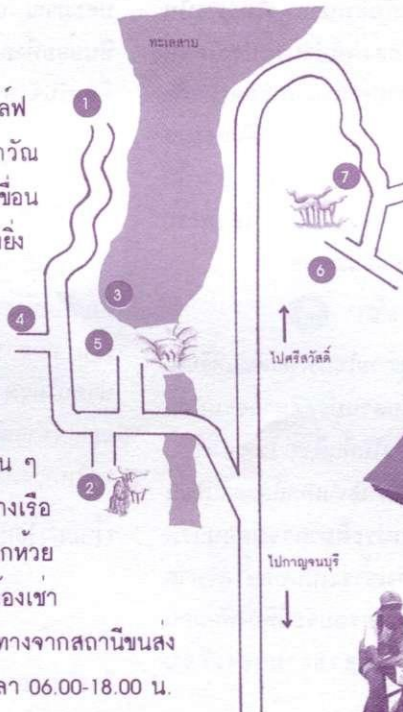 ทะเลสาบ
1
ล์ฟ
าวัณ
ขื่อน
ยิ่ง
7
6
3
4
5
ไปศรีสวัสดิ์
น ๆ
2
างเรือ
กห้วย
ไปกาญจนบุรี
้องเช่า
ทางจากสถานีขนส่ง
ลา 06.00-18.00 น.